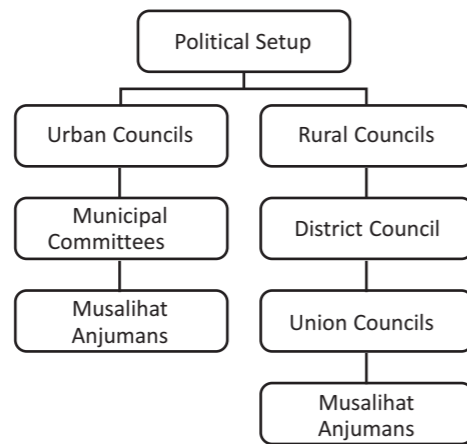 Political Setup
Urban Councils
Rural Councils
Municipal
Committees
District Council
Musalihat
Anjumans
Union Councils
Musalihat
Anjumans